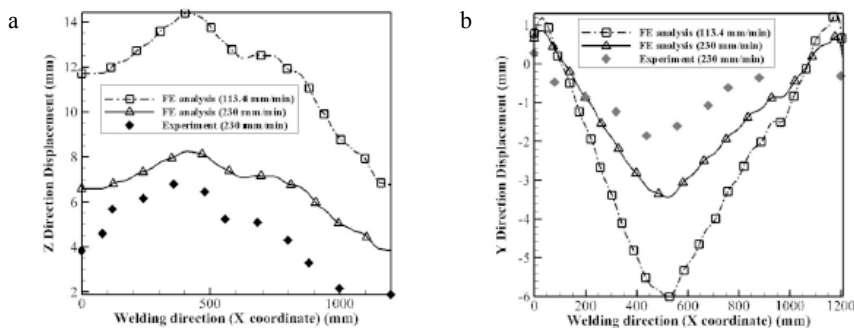 a
14
12
10
8
6
4
2
Z Direction Displacement (mm)
FE analysis (113.4 mm/min)
FE analysis (230 mm/min)
Experiment (230 mm/min)
0
500
1000
Welding direction (X coordinate) (mm)
b
1
0
-1
-2
-3
-4
-5
-6
Y Direction Displacement (mm)
FE analysis (113.4 mm/min)
FE analysis (230 mm/min)
Experiment (230 mm/min)
0
200
400
600
800
1000
1200
Welding direction (X coordinate) (mm)